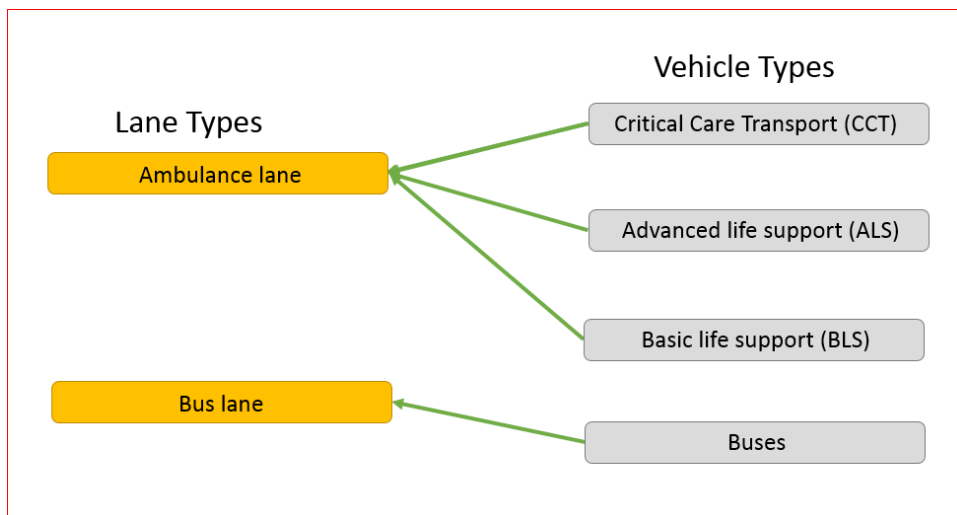 Lane Types
Ambulance lane
Bus lane
Vehicle Types
Critical Care Transport (CCT)
Advanced life support (ALS)
Basic life support (BLS)
Buses